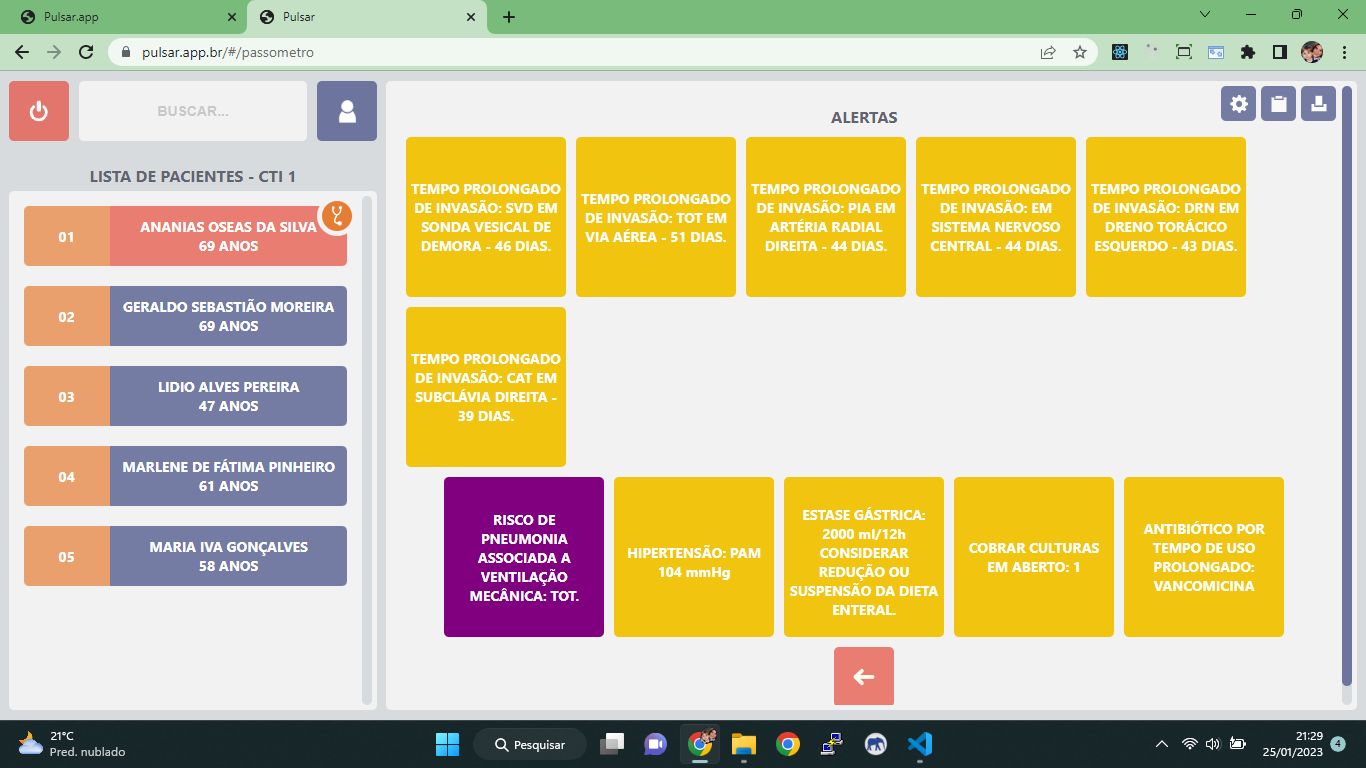 Pulsar.app
Pulsar
pulsar.app.br/#/passometro
BUSCAR...
LISTA DE PACIENTES - CTI 1
01
ANANIAS OSEAS DA SILVA
69 ANOS
02
GERALDO SEBASTIÃO MOREIRA
69 ANOS
03
LIDIO ALVES PEREIRA
47 ANOS
04
MARLENE DE FÁTIMA PINHEIRO
61 ANOS
05
MARIA IVA GONÇALVES
58 ANOS
ALERTAS
TEMPO PROLONGADO
DE INVASÃO: SVD EM
SONDA VESICAL DE
DEMORA - 46 DIAS.
TEMPO PROLONGADO
DE INVASÃO: TOT EM
VIA AÉREA - 51 DIAS.
TEMPO PROLONGADO
DE INVASÃO: PIA EM
ARTÉRIA RADIAL
DIREITA - 44 DIAS.
TEMPO PROLONGADO
DE INVASÃO: EM
SISTEMA NERVOSO
CENTRAL - 44 DIAS.
TEMPO PROLONGADO
DE INVASÃO: DRN EM
DRENO TORÁCICO
ESQUERDO - 43 DIAS.
TEMPO PROLONGADO
DE INVASÃO: CAT EM
SUBCLÁVIA DIREITA -
39 DIAS.
RISCO DE
PNEUMONIA
ASSOCIADA A
VENTILAÇÃO
MECÂNICA: TOT.
HIPERTENSÃO: PAM
104 mmHg
ESTASE GÁSTRICA:
2000 ml/12h
CONSIDERAR
REDUÇÃO OU
SUSPENSÃO DA DIETA
ENTERAL.
COBRAR CULTURAS
EM ABERTO: 1
ANTIBIÓTICO POR
TEMPO DE USO
PROLONGADO:
VANCOMICINA
21°C
Pred. nublado
Pesquisar
21:29
25/01/2023
4